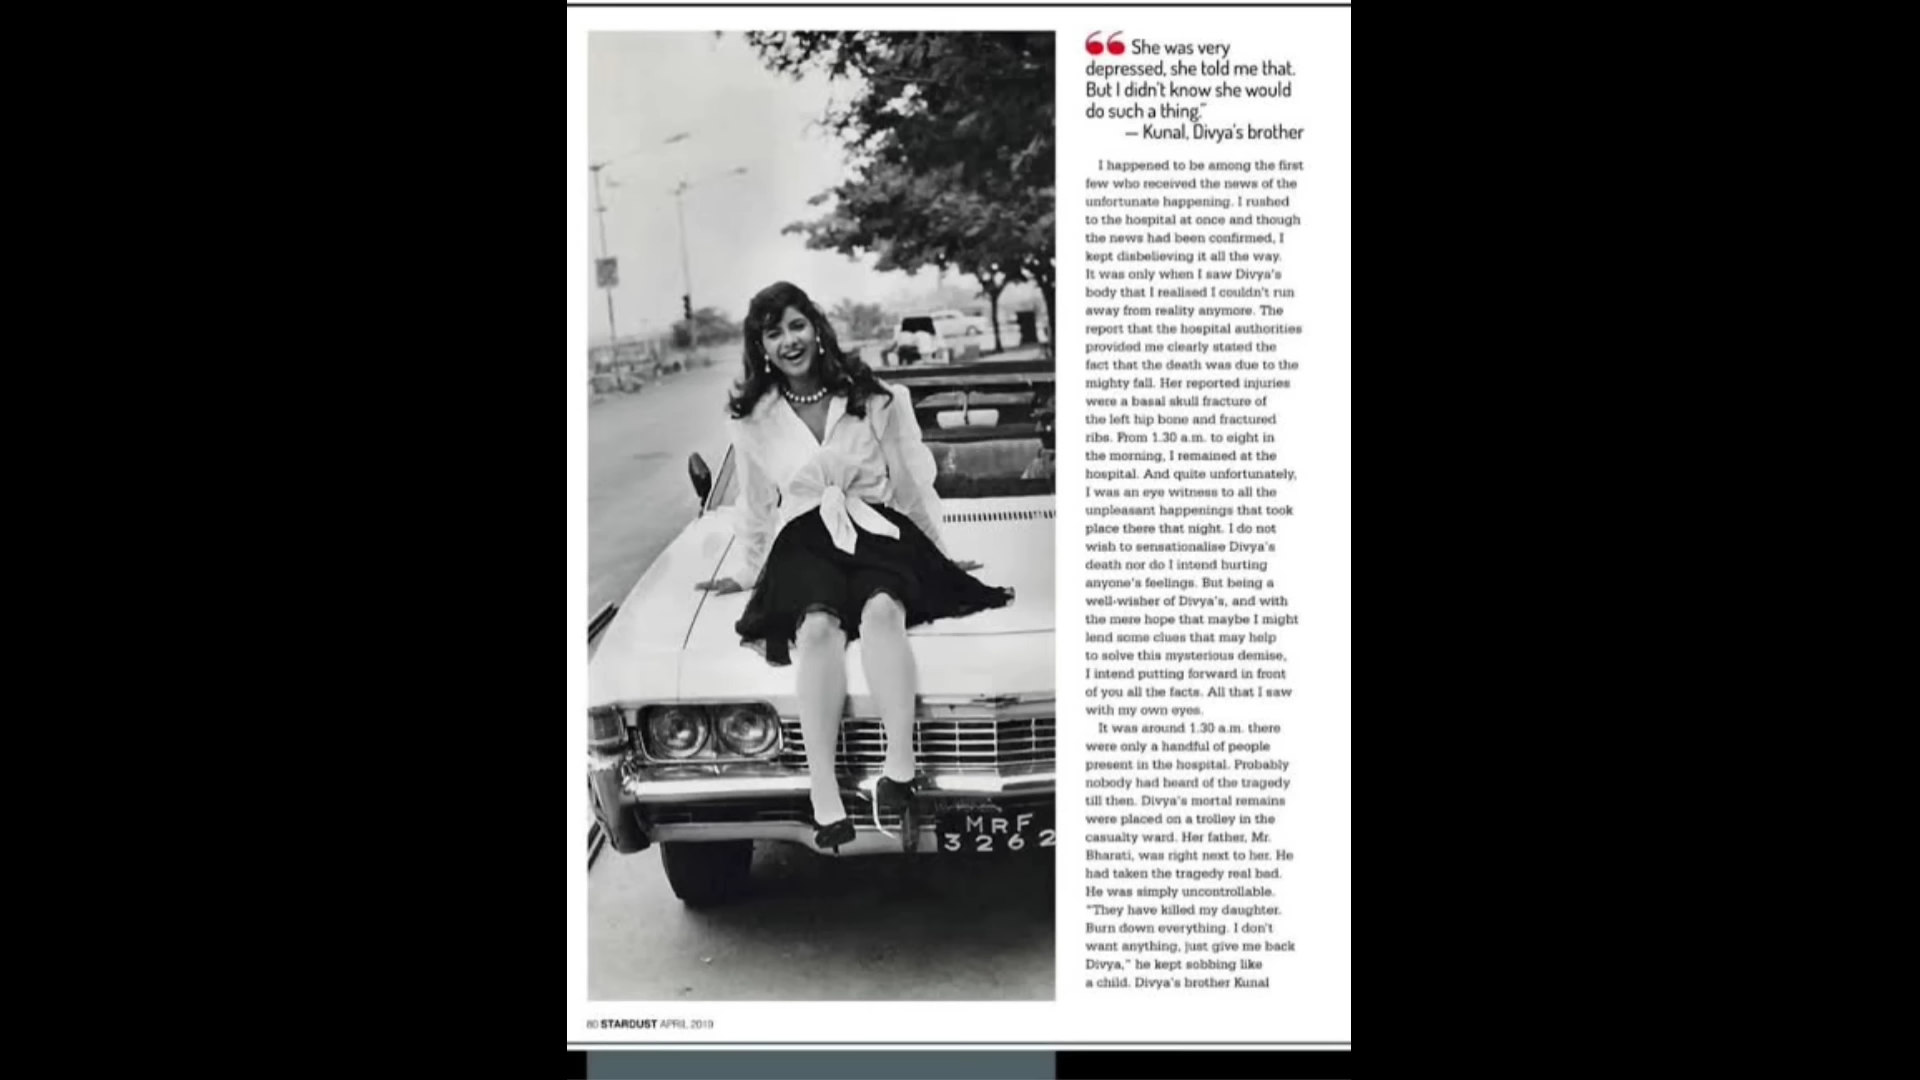 She was very
depressed, she told me that.
But I didn't know she would
do such a thing."
— Kunal, Divya's brother
I happened to be among the first
few who received the news of the
unfortunate happening. I rushed
to the hospital at once and though
the news had been confirmed, I
kept disbelieving it all the way.
It was only when I saw Divya's
body that I realised I couldn't run
away from reality anymore. The
report that the hospital authorities
provided me clearly stated the
fact that the death was due to the
mighty fall. Her reported injuries
were a basal skull fracture of
the left hip bone and fractured
ribs. From 1.30 a.m. to eight in
the morning, I remained at the
hospital. And quite unfortunately,
I was an eye witness to all the
unpleasant happenings that took
place there that night. I do not
wish to sensationalise Divya's
death nor do I intend hurting
anyone's feelings. But being a
well-wisher of Divya's, and with
the mere hope that maybe I might
lend some clues that may help
to solve this mysterious demise,
I intend putting forward in front
of you all the facts. All that I saw
with my own eyes.
It was around 1.30 a.m. there
were only a handful of people
present in the hospital. Probably
nobody had heard of the tragedy
till then. Divya's mortal remains
were placed on a trolley in the
casualty ward. Her father, Mr.
Bharati, was right next to her. He
had taken the tragedy real bad.
He was simply uncontrollable.
"They have killed my daughter.
Burn down everything. I don't
want anything, just give me back
Divya," he kept sobbing like
a child. Divya's brother Kunal
MRF
3262
80 STARDUST APRIL 2019